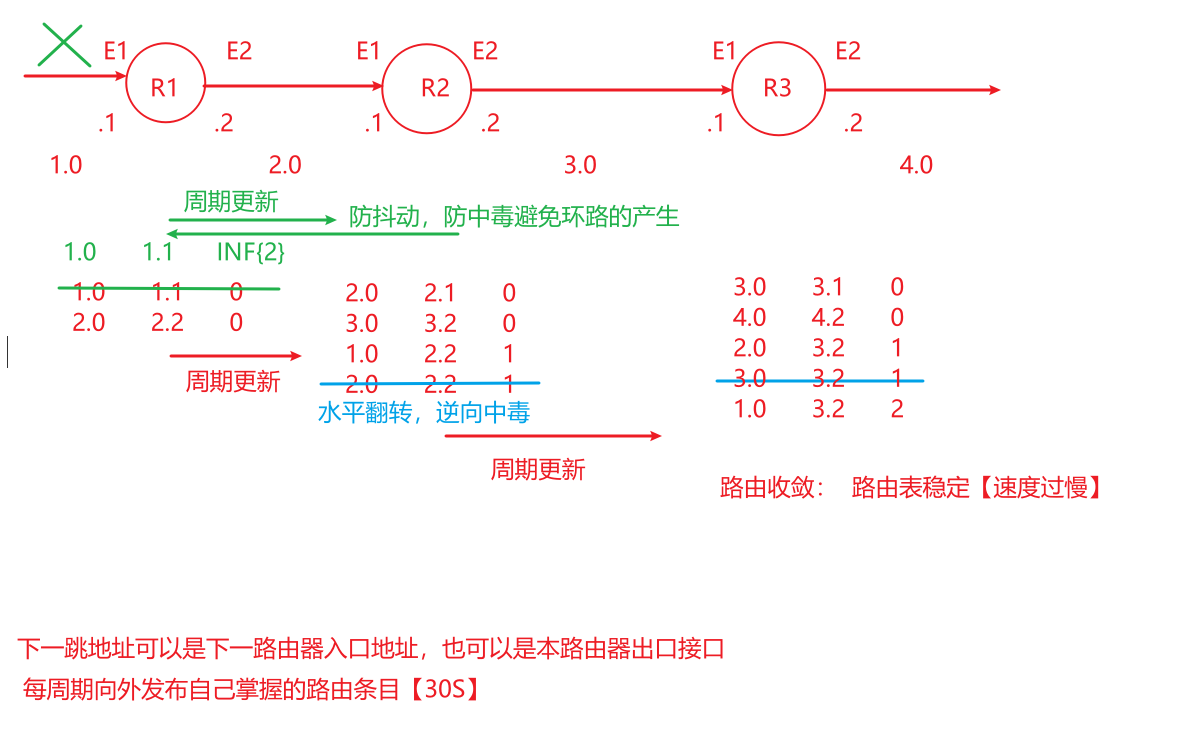 E1 E2 E1 E2 E1 E2
R1 R2 R3
.1 .2 .1 .2 .1 .2
1.0 2.0 3.0 4.0
周期更新
防抖动，防中毒避免环路的产生
1.0 1.1 INF{2}
1.0 1.1 0
2.0 2.2 0
周期更新
2.0 2.1 0
3.0 3.2 0
1.0 2.2 1
2.0 2.2 1
水平翻转，逆向中毒
周期更新
3.0 3.1 0
4.0 4.2 0
2.0 3.2 1
3.0 3.2 1
1.0 3.2 2
路由收敛： 路由表稳定【速度过慢】
下一跳地址可以是下一路由器入口地址，也可以是本路由器出口接口
每周期向外发布自己掌握的路由条目【30S】